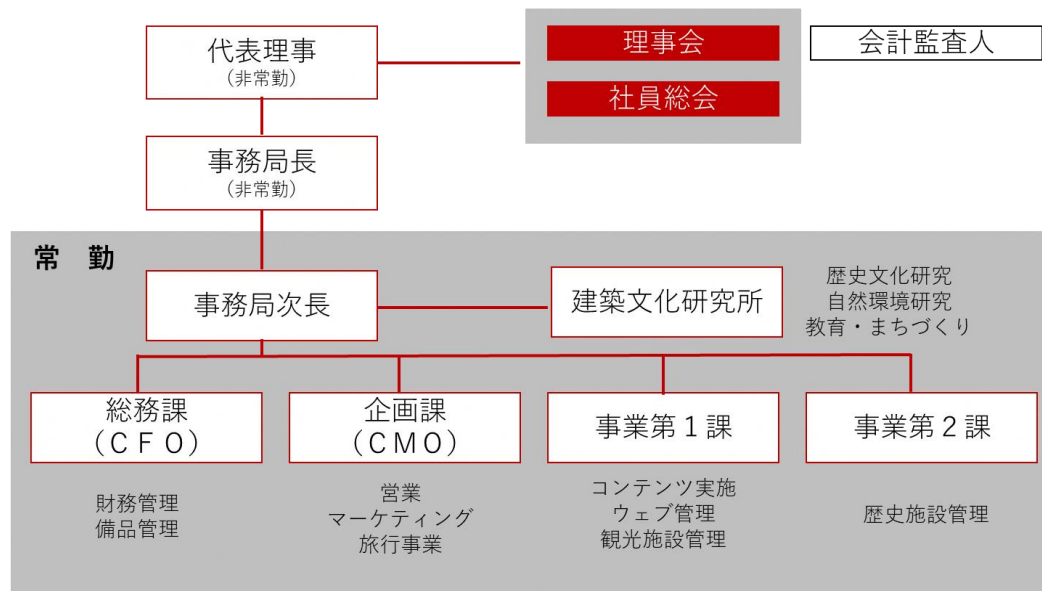 代表理事
（非常勤）
理事会
社員総会
会計監査人
事務局長
（非常勤）
常　勤
事務局次長
建築文化研究所
歴史文化研究
自然環境研究
教育・まちづくり
総務課
（ＣＦＯ）
企画課
（ＣＭＯ）
事業第１課
事業第２課
財務管理
備品管理
営業
マーケティング
旅行事業
コンテンツ実施
ウェブ管理
観光施設管理
歴史施設管理